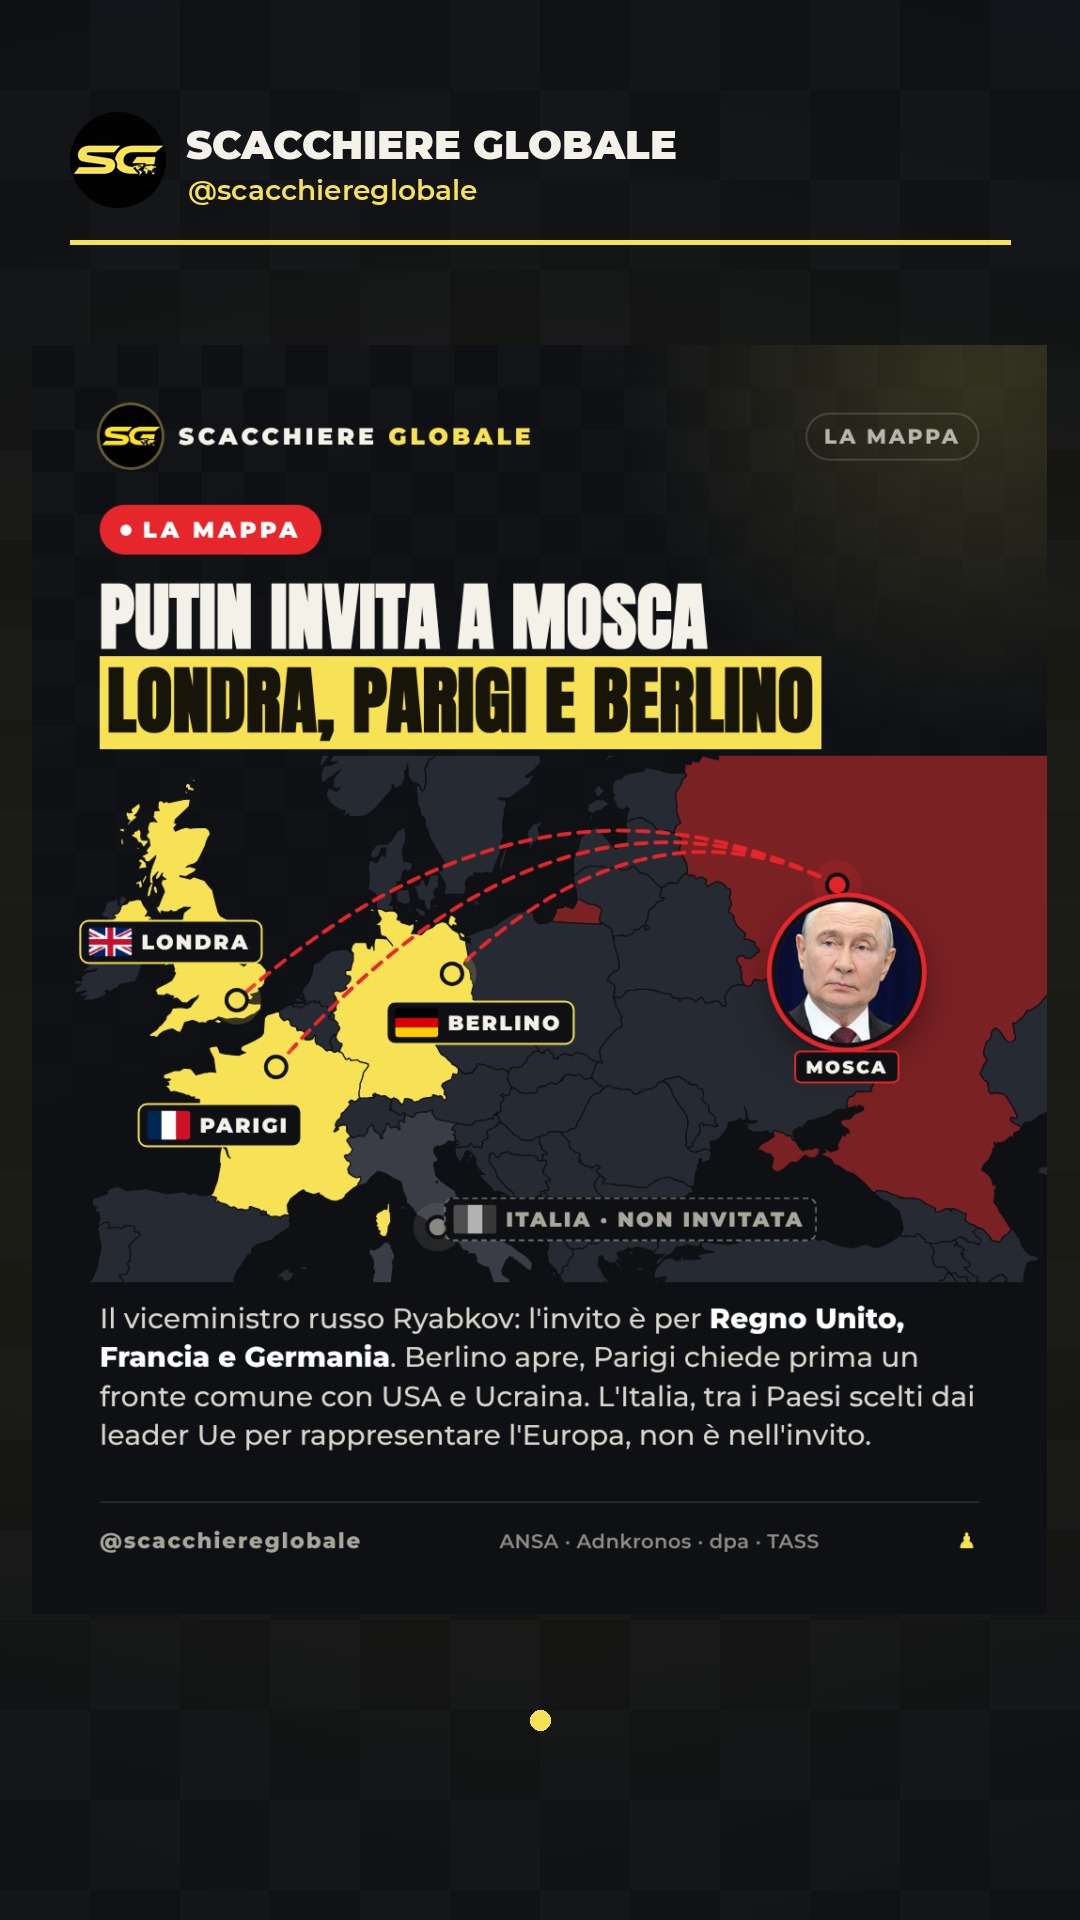 SG
SCACCHIERE GLOBALE
@scacchiereglobale
SG
SCACCHIERE GLOBALE
LA MAPPA
LA MAPPA
PUTIN INVITA A MOSCA
LONDRA, PARIGI E BERLINO
LONDRA
BERLINO
MOSCA
PARIGI
ITALIA · NON INVITATA
Il viceministro russo Ryabkov: l'invito è per Regno Unito,
Francia e Germania. Berlino apre, Parigi chiede prima un
fronte comune con USA e Ucraina. L'Italia, tra i Paesi scelti dai
leader Ue per rappresentare l'Europa, non è nell'invito.
@scacchiereglobale
ANSA · Adnkronos · dpa · TASS